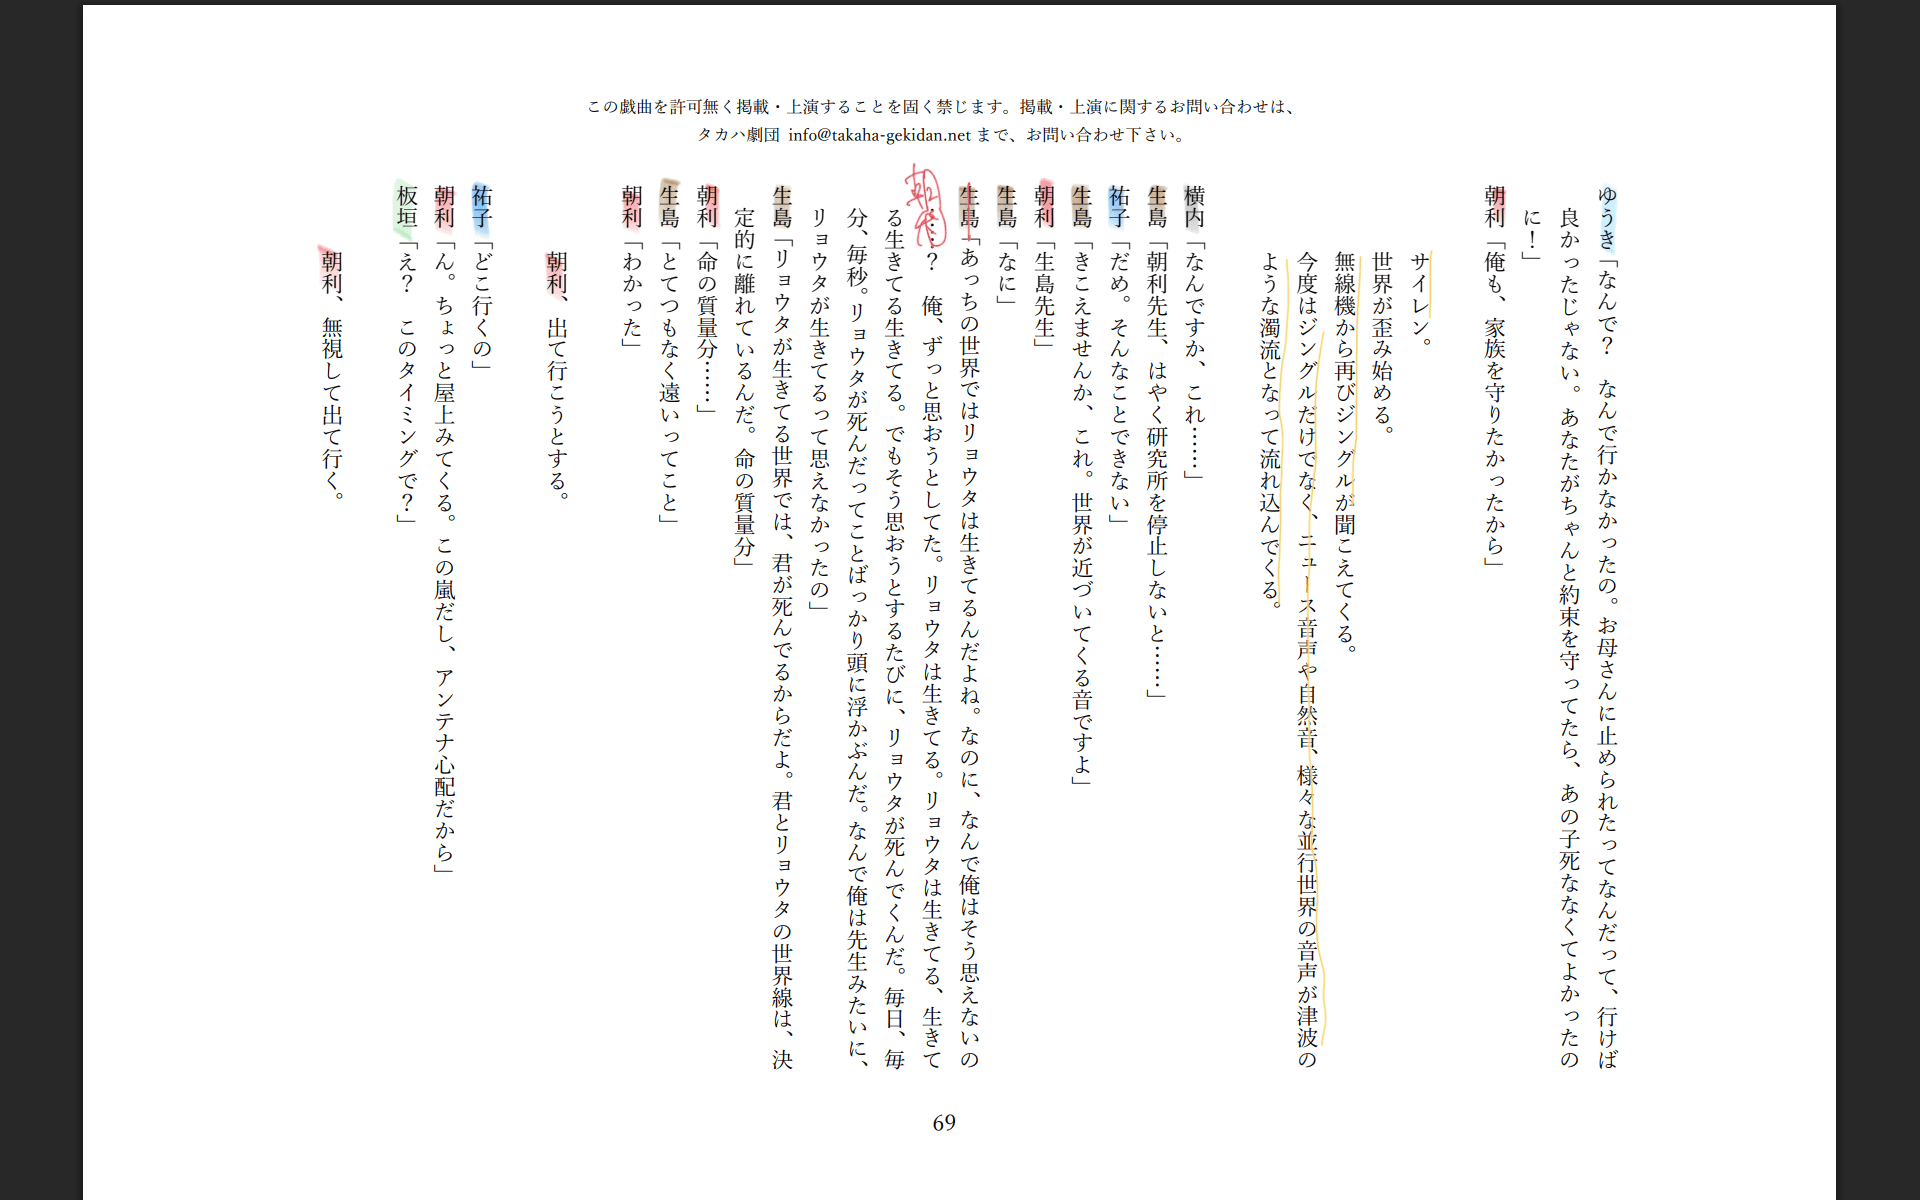 この戯曲を許可無く掲載・上演することを固く禁じます。掲載・上演に関するお問い合わせは、
タカハ劇団 info@takaha-gekidan.net まで、お問い合わせ下さい。
ゆうき「なんで？　なんで行かなかったの。お母さんに止められたってなんだって、行けば
良かったじゃない。あなたがちゃんと約束を守ってたら、あの子死ななくてよかったの
に！」
朝利「俺も、家族を守りたかったから」
サイレン。
世界が歪み始める。
無線機から再びジングルが聞こえてくる。
今度はジングルだけでなく、ニュース音声や自然音、様々な並行世界の音声が津波の
ような濁流となって流れ込んでくる。
横内「なんですか、これ……」
生島「朝利先生、はやく研究所を停止しないと……」
祐子「だめ。そんなことできない」
生島「きこえませんか、これ。世界が近づいてくる音ですよ」
朝利「生島先生」
生島「なに」
生島「あっちの世界ではリョウタは生きてるんだよね。なのに、なんで俺はそう思えないの
朝利
……？　俺、ずっと思おうとしてた。リョウタは生きてる。リョウタは生きてる、生きて
る生きてる生きてる。でもそう思おうとするたびに、リョウタが死んでくんだ。毎日、毎
分、毎秒。リョウタが死んだってことばっかり頭に浮かぶんだ。なんで俺は先生みたいに、
リョウタが生きてるって思えなかったの」
生島「リョウタが生きてる世界では、君が死んでるからだよ。君とリョウタの世界線は、決
定的に離れているんだ。命の質量分」
朝利「命の質量分……」
生島「とてつもなく遠いってこと」
朝利「わかった」
朝利、出て行こうとする。
祐子「どこ行くの」
朝利「ん。ちょっと屋上みてくる。この嵐だし、アンテナ心配だから」
板垣「え？　このタイミングで？」
朝利、無視して出て行く。
69